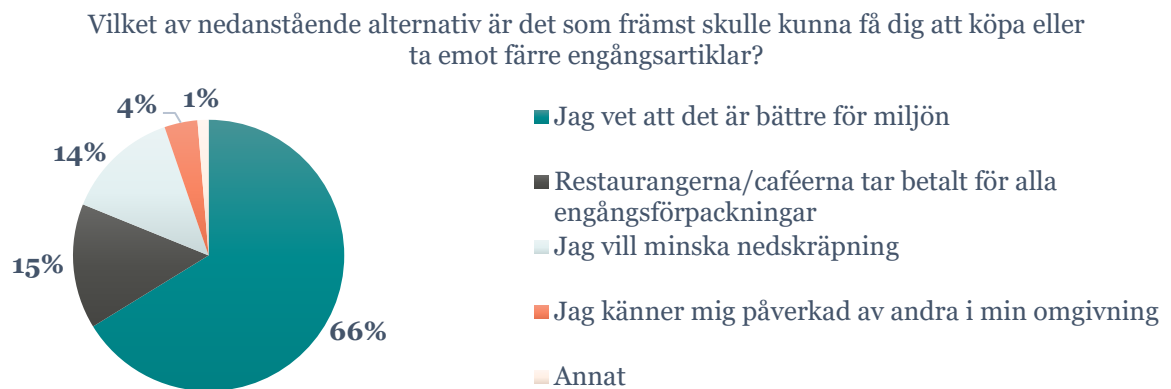 Vilket av nedanstående alternativ är det som främst skulle kunna få dig att köpa eller
ta emot färre engångsartiklar?
4%
1%
14%
15%
66%
Jag vet att det är bättre för miljön
Restaurangerna/caféerna tar betalt för alla
engångsförpackningar
Jag vill minska nedskräpning
Jag känner mig påverkad av andra i min omgivning
Annat